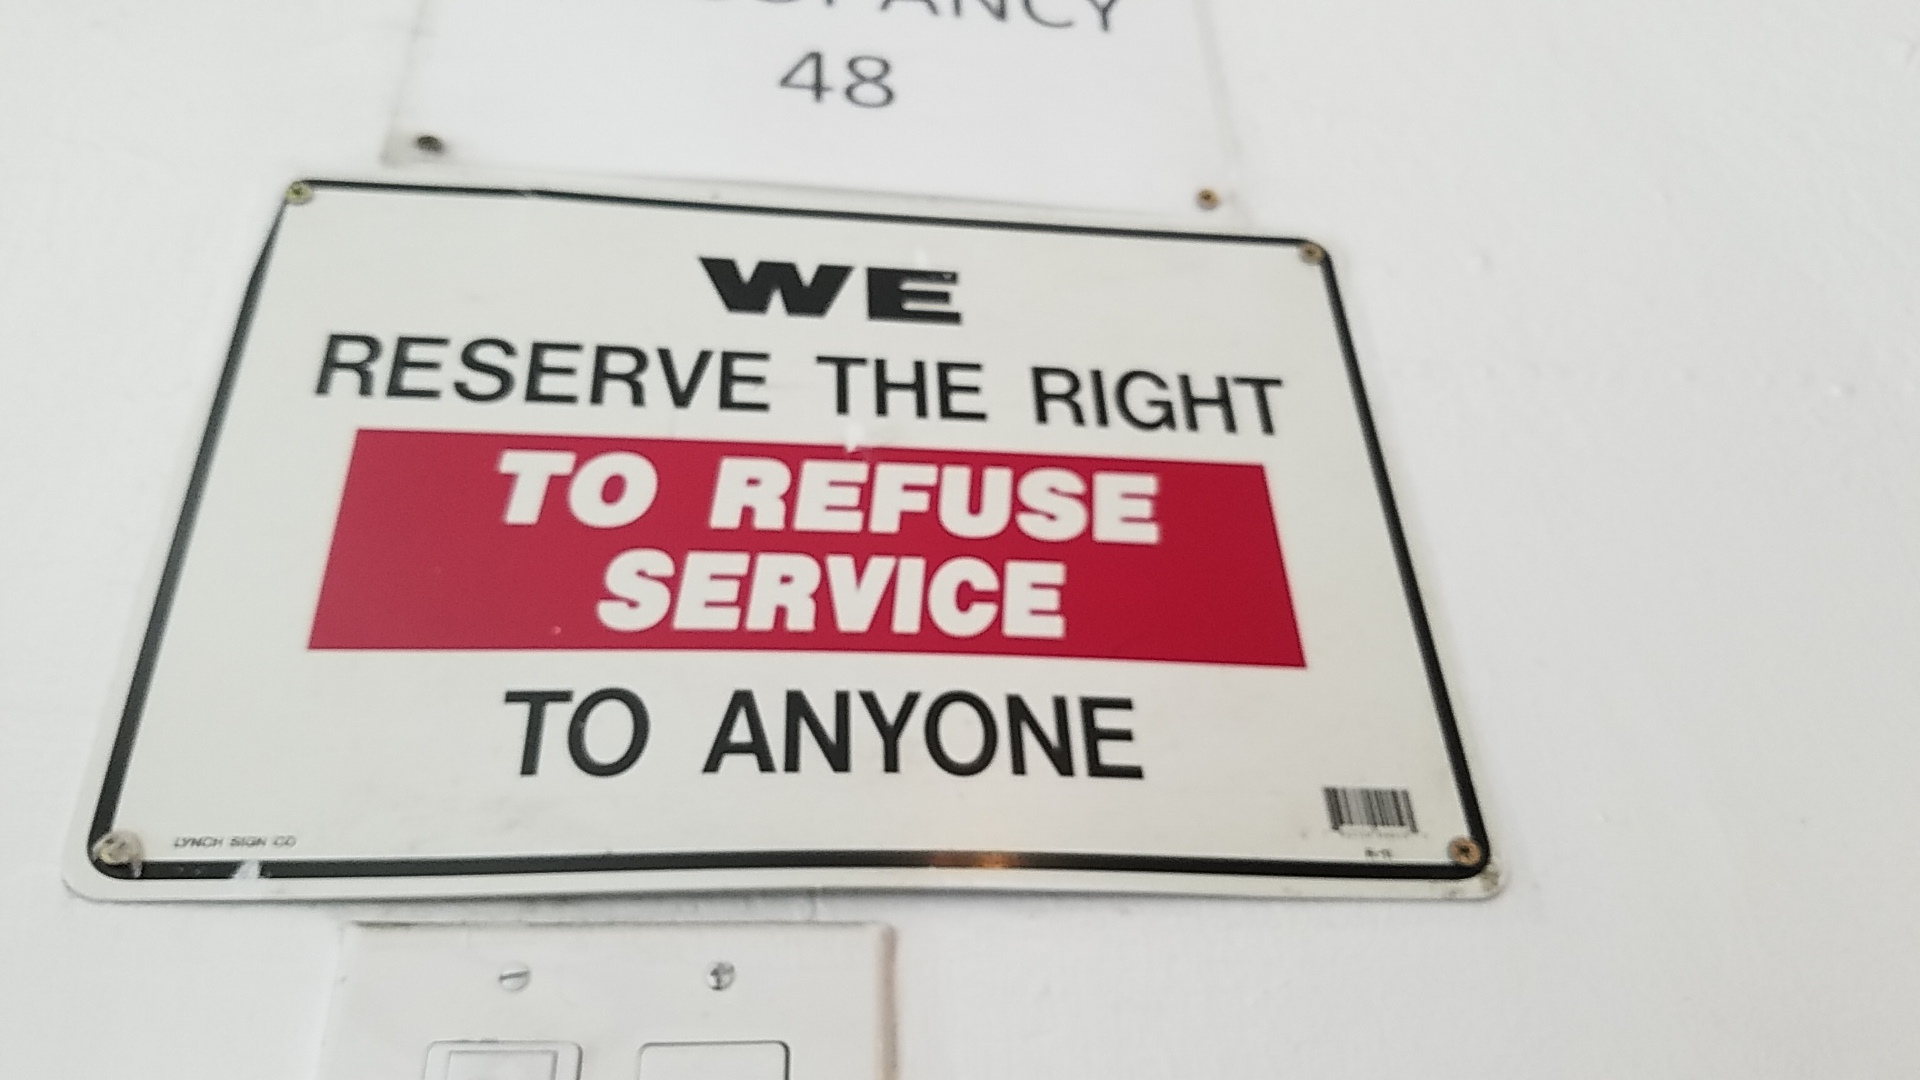 48
WE
RESERVE THE RIGHT
TO REFUSE
SERVICE
TO ANYONE
LYNCH SIGN CO